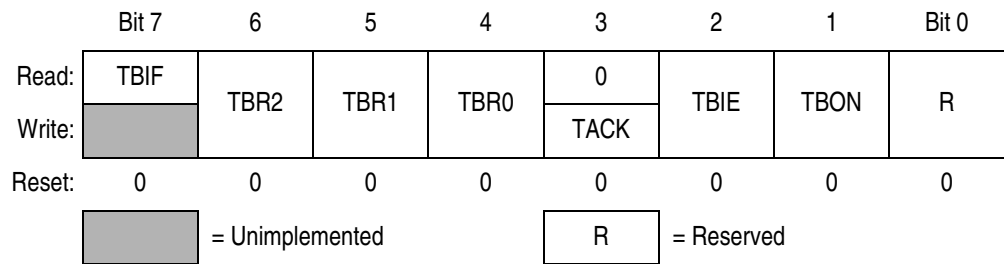 Bit 7 6 5 4 3 2 1 Bit 0
Read: TBIF TBR2 TBR1 TBR0 0 TBIE TBON R
Write: TACK
Reset: 0 0 0 0 0 0 0 0
= Unimplemented R = Reserved